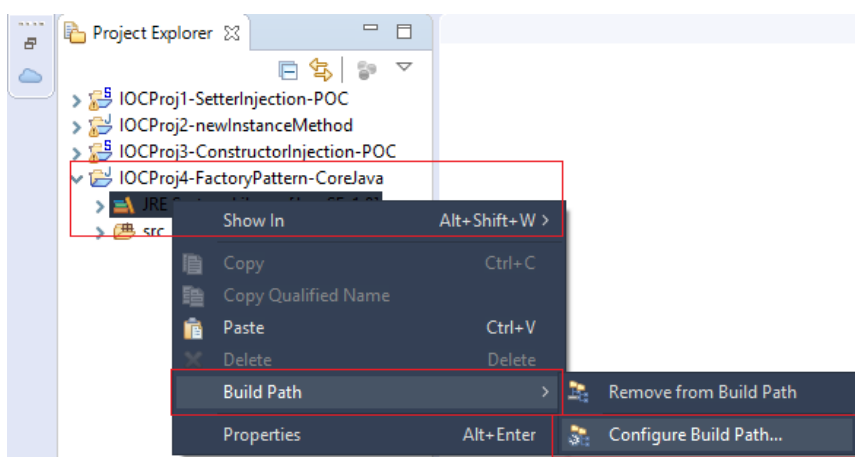 Project Explorer
IOCProj1-SetterInjection-POC
IOCProj2-newInstanceMethod
IOCProj3-ConstructorInjection-POC
IOCProj4-FactoryPattern-CoreJava
JRE
src
Show In Alt+Shift+W >
Copy Ctrl+C
Copy Qualified Name
Paste Ctrl+V
Delete Delete
Build Path >
Remove from Build Path
Properties Alt+Enter
Configure Build Path...